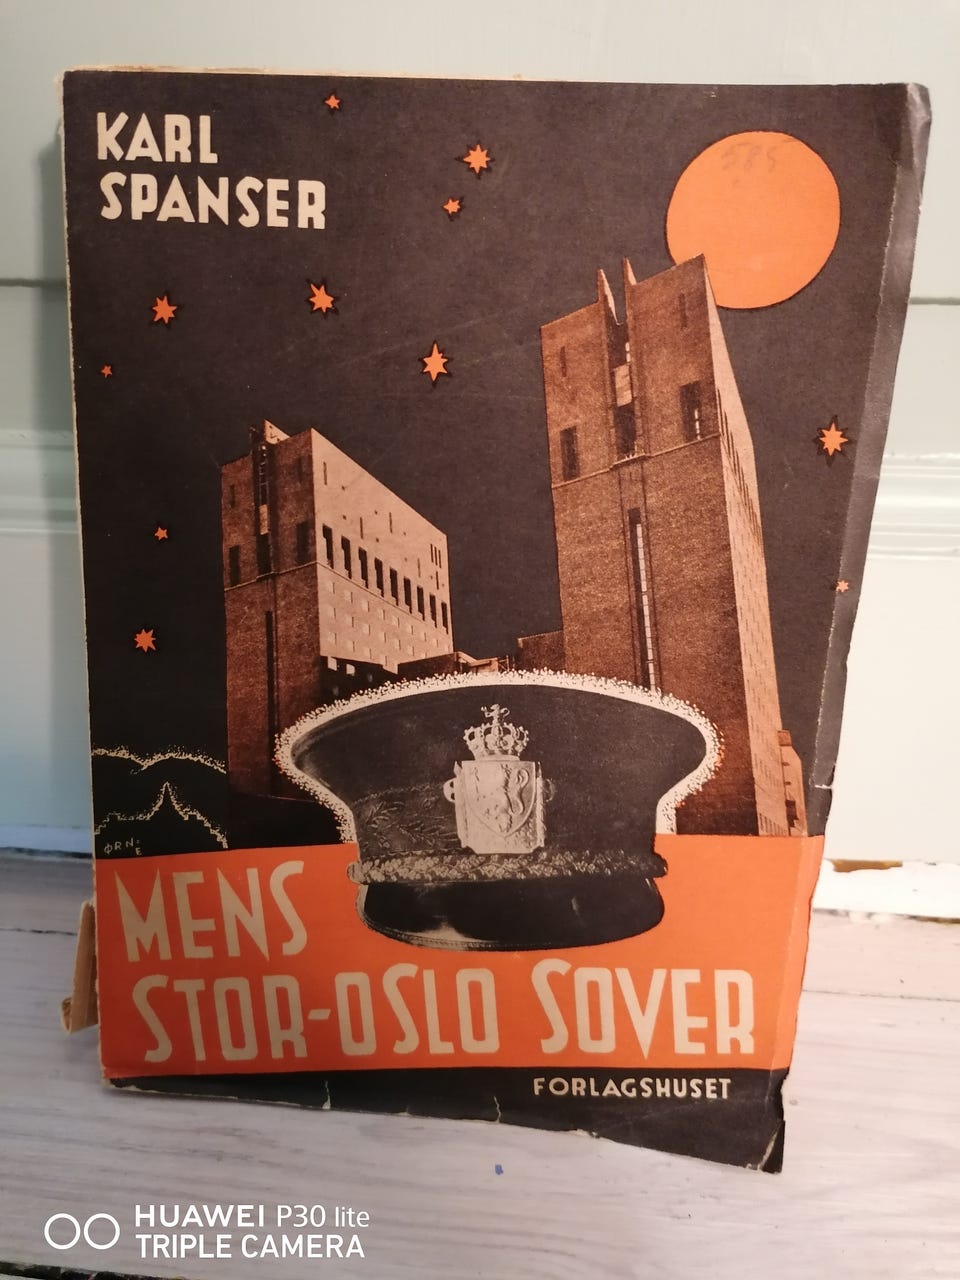 KARL
SPANSER
MENS
STOR-OSLO SOVER
FORLAGSHUSET
HUAWEI P30 lite
TRIPLE CAMERA